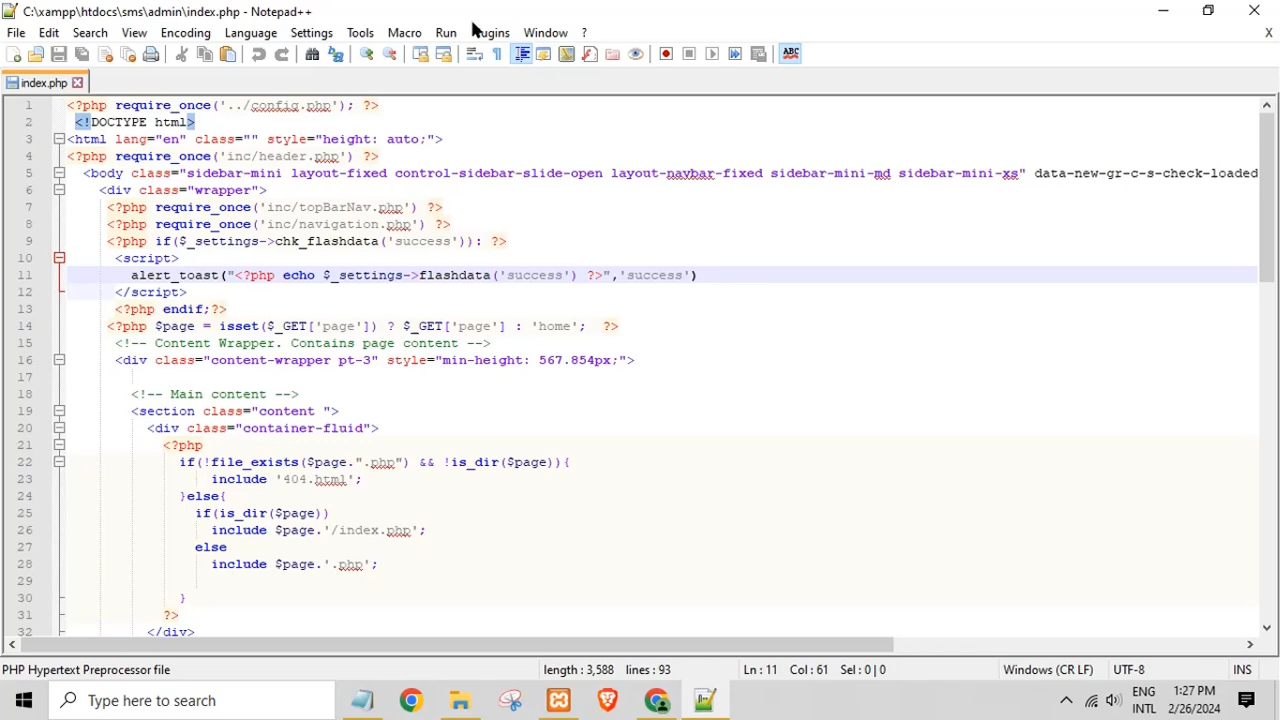 C:\xampp\htdocs\sms\admin\index.php - Notepad++
File Edit Search View Encoding Language Settings Tools Macro Run Plugins Window ? X
ABC
index.php
1 <?php require_once('../config.php'); ?>
2 <!DOCTYPE html>
3 <html lang="en" class="" style="height: auto;">
4 <?php require_once('inc/header.php') ?>
5 <body class="sidebar-mini layout-fixed control-sidebar-slide-open layout-navbar-fixed sidebar-mini-md sidebar-mini-xs" data-new-gr-c-s-check-loaded
6 <div class="wrapper">
7 <?php require_once('inc/topBarNav.php') ?>
8 <?php require_once('inc/navigation.php') ?>
9 <?php if($_settings->chk_flashdata('success')): ?>
10 <script>
11 alert_toast("<?php echo $_settings->flashdata('success') ?>",'success')
12 </script>
13 <?php endif;?>
14 <?php $page = isset($_GET['page']) ? $_GET['page'] : 'home';  ?>
15 <!-- Content Wrapper. Contains page content -->
16 <div class="content-wrapper pt-3" style="min-height: 567.854px;">
17
18 <!-- Main content -->
19 <section class="content ">
20 <div class="container-fluid">
21 <?php
22 if(!file_exists($page.".php") && !is_dir($page)){
23 include '404.html';
24 }else{
25 if(is_dir($page))
26 include $page.'/index.php';
27 else
28 include $page.'.php';
29
30 }
31 ?>
32 </div>
PHP Hypertext Preprocessor file length : 3,588 lines : 93 Ln : 11 Col : 61 Sel : 0 | 0 Windows (CR LF) UTF-8 INS
Type here to search
ENG
INTL
1:27 PM
2/26/2024